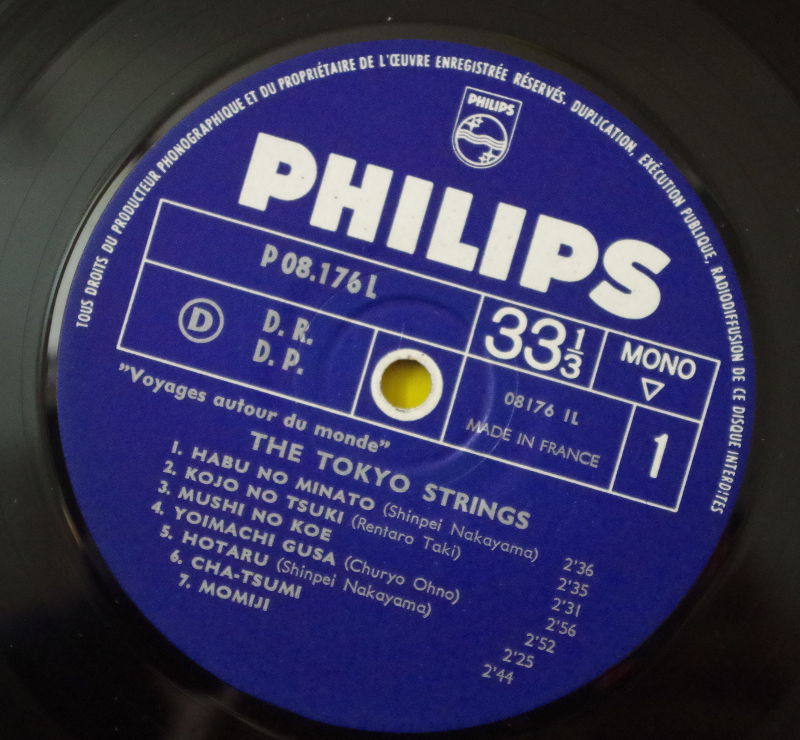 TOUS DROITS DU PRODUCTEUR PHONOGRAPHIQUE ET DU PROPRIÉTAIRE DE L'ŒUVRE ENREGISTRÉE RÉSERVÉS. DUPLICATION, EXÉCUTION PUBLIQUE, RADIODIFFUSION DE CE DISQUE INTERDITES
PHILIPS
PHILIPS
P 08.176 L
33 1/3
MONO
▽
D
D. R.
D. P.
08176 1L
MADE IN FRANCE
1
"Voyages autour du monde"
THE TOKYO STRINGS
1. HABU NO MINATO (Shinpei Nakayama) 2'36
2. KOJO NO TSUKI (Rentaro Taki) 2'35
3. MUSHI NO KOE 2'31
4. YOIMACHI GUSA (Churyo Ohno) 2'56
5. HOTARU (Shinpei Nakayama) 2'52
6. CHA-TSUMI 2'25
7. MOMIJI 2'44